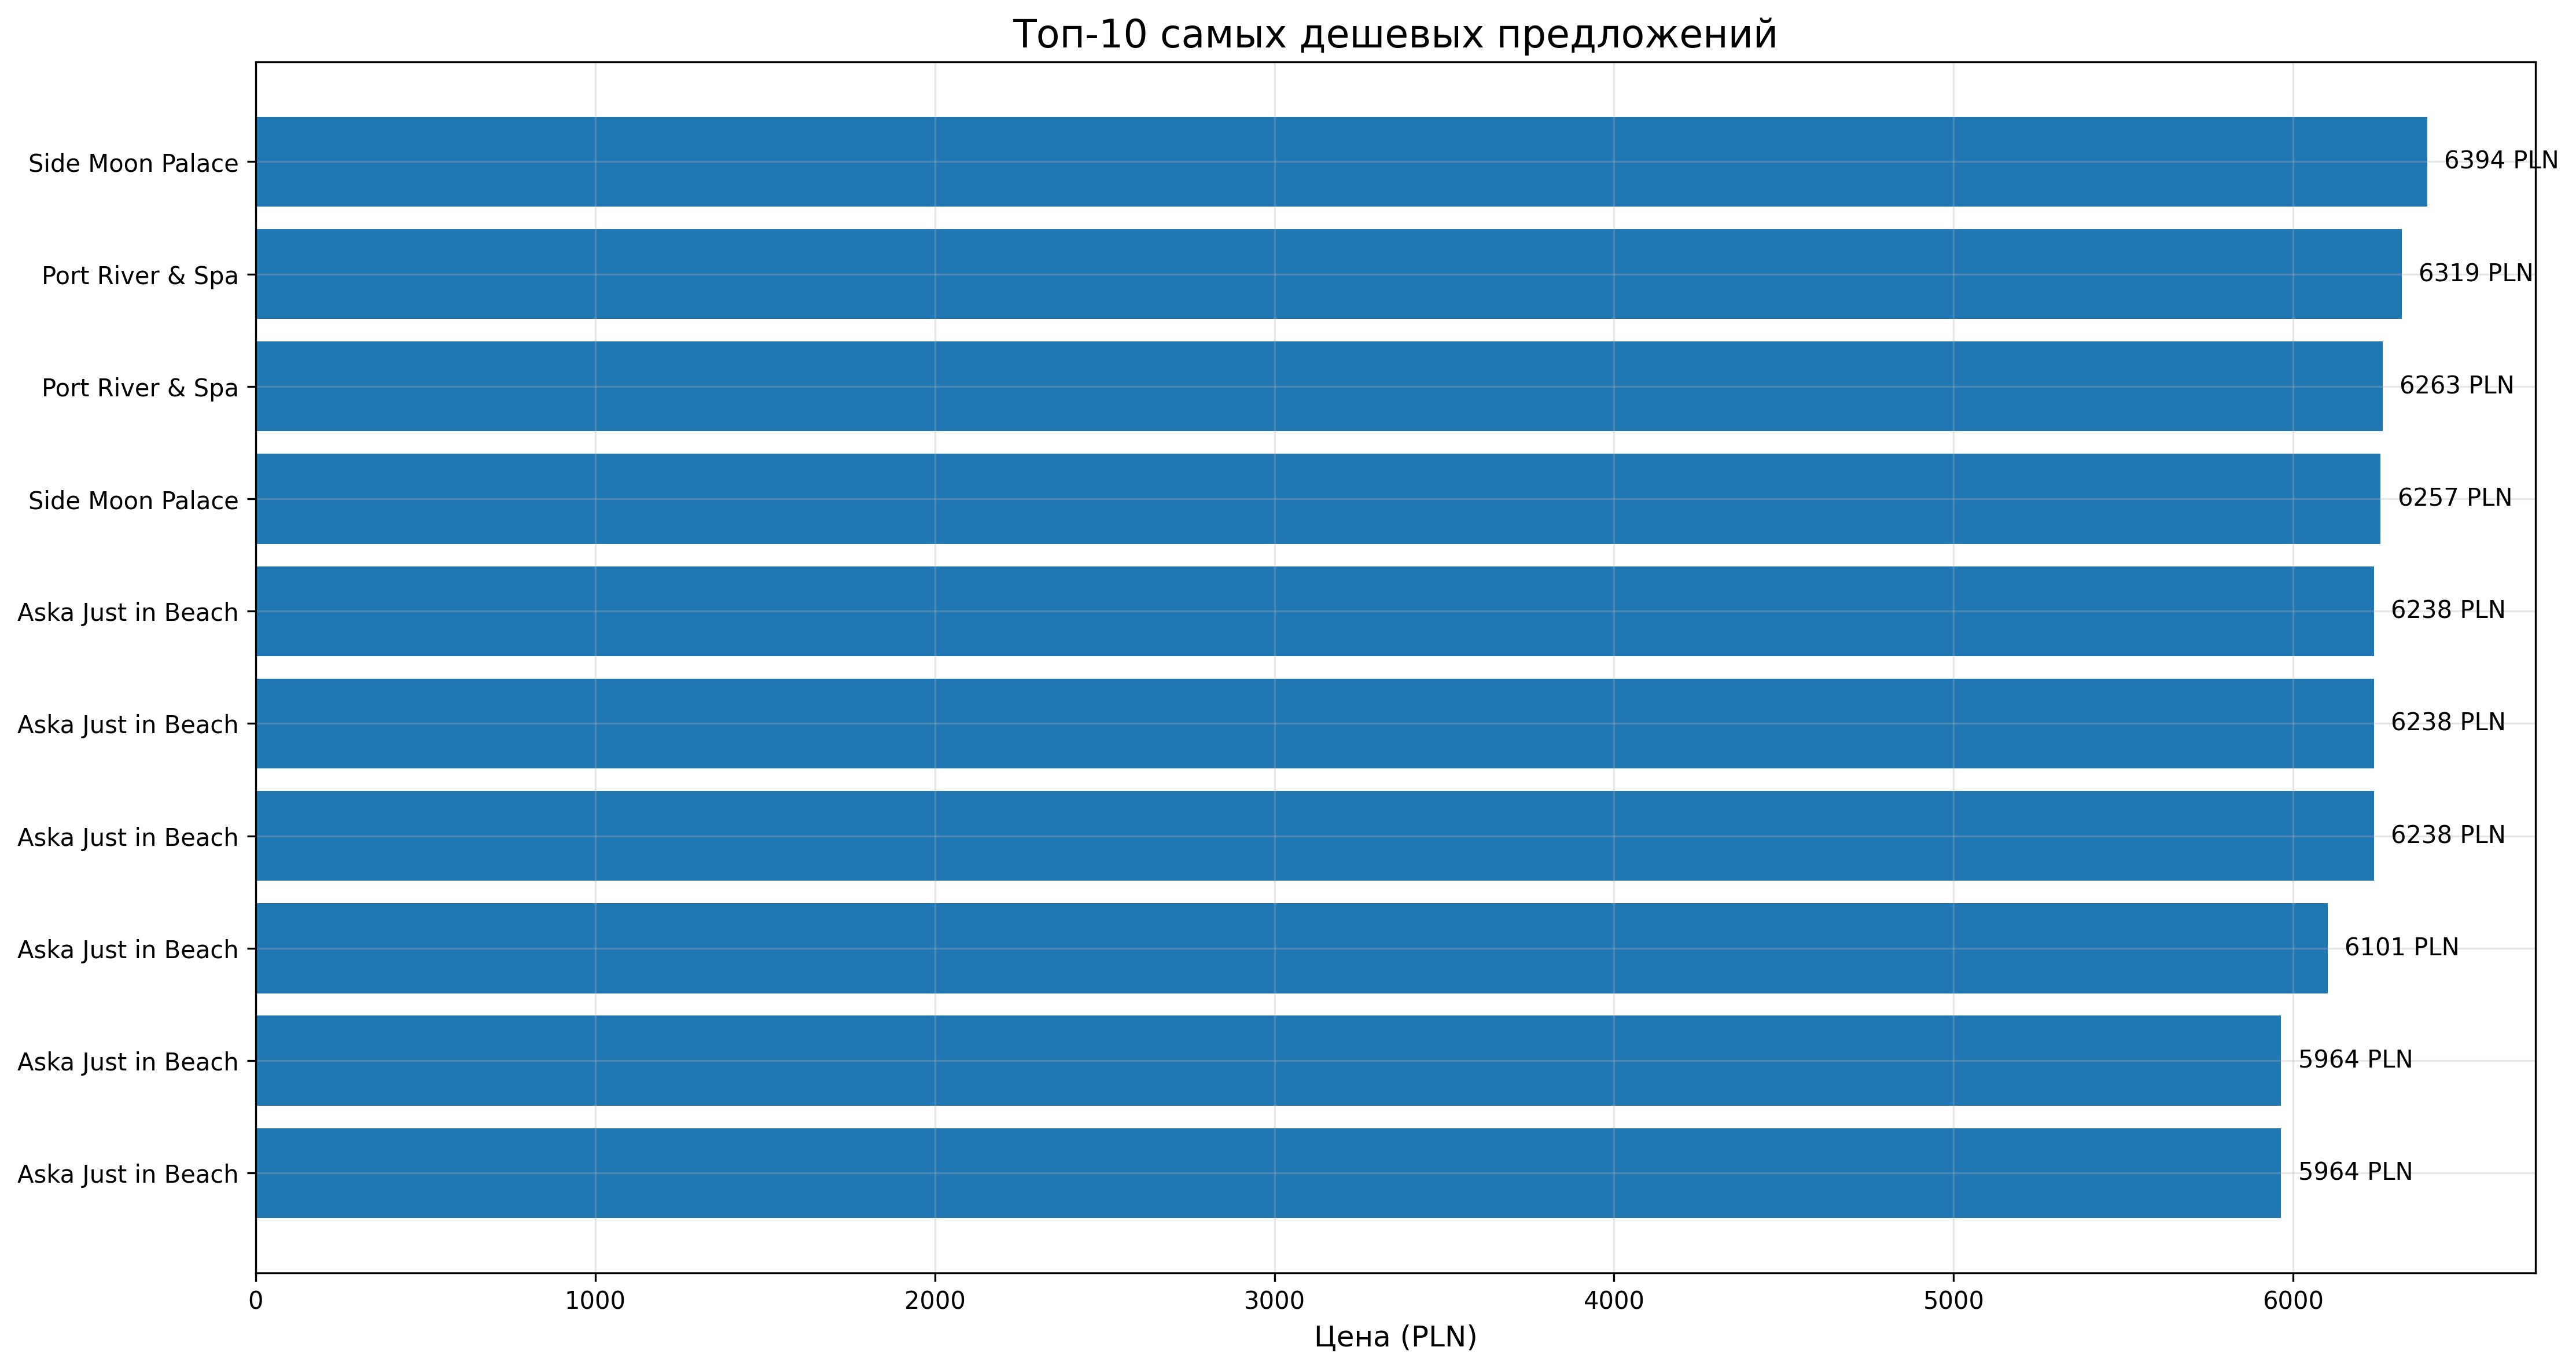 Топ-10 самых дешевых предложений
Side Moon Palace 6394 PLN
Port River & Spa 6319 PLN
Port River & Spa 6263 PLN
Side Moon Palace 6257 PLN
Aska Just in Beach 6238 PLN
Aska Just in Beach 6238 PLN
Aska Just in Beach 6238 PLN
Aska Just in Beach 6101 PLN
Aska Just in Beach 5964 PLN
Aska Just in Beach 5964 PLN
0 1000 2000 3000 4000 5000 6000
Цена (PLN)